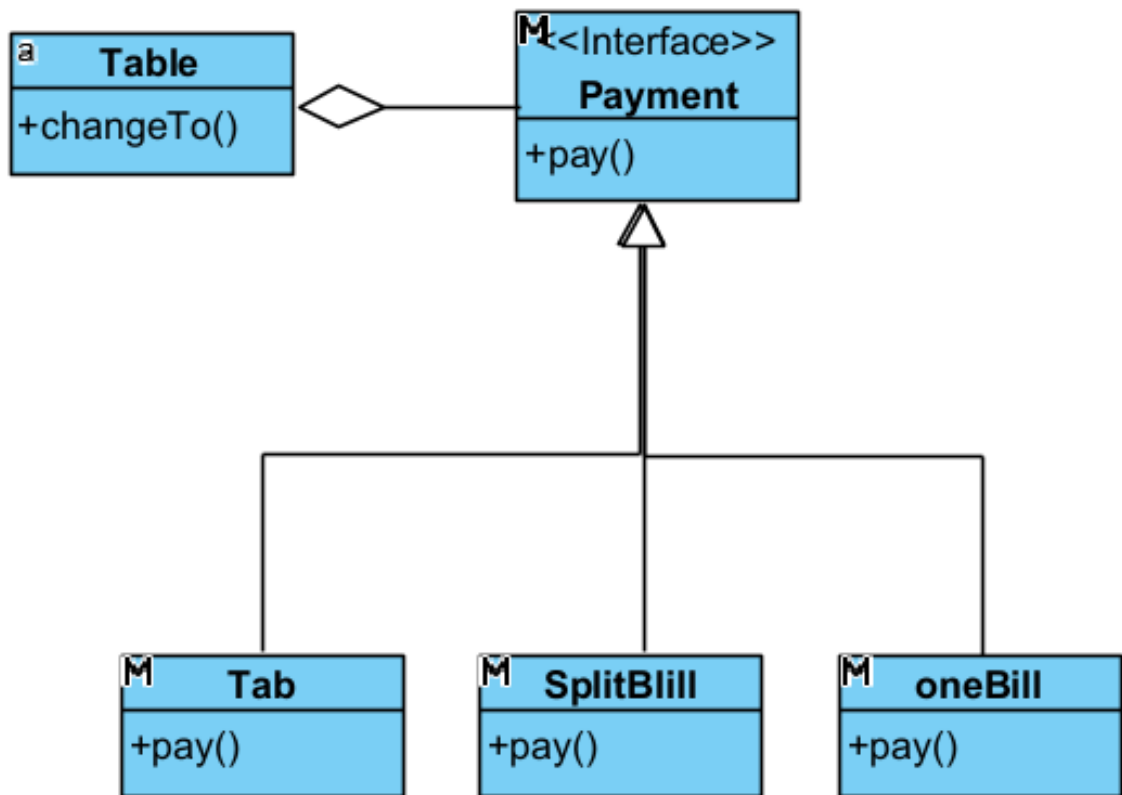 a
Table
+changeTo()
M
<<Interface>>
Payment
+pay()
M
Tab
+pay()
M
SplitBlill
+pay()
M
oneBill
+pay()